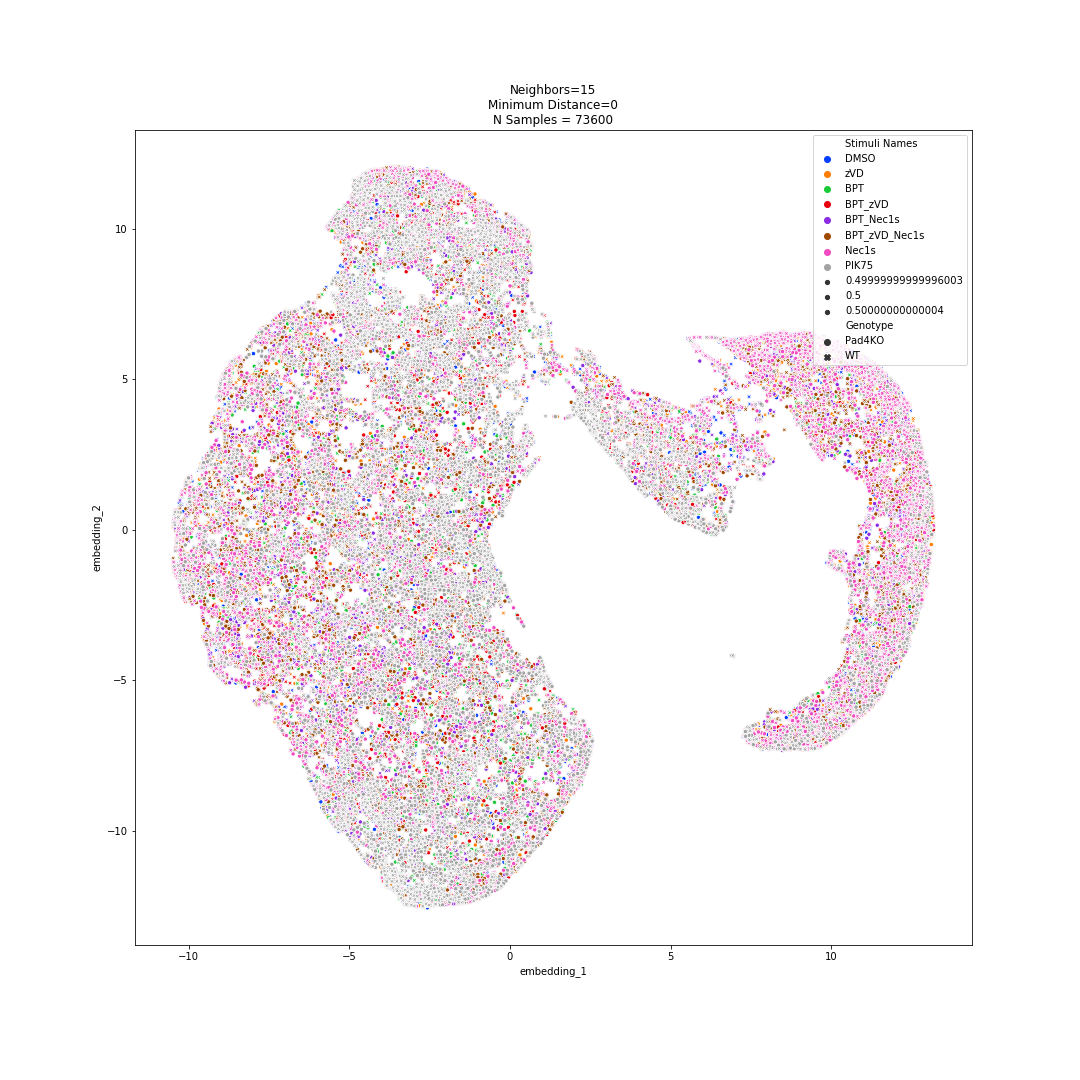 Neighbors=15
Minimum Distance=0
N Samples = 73600
Stimuli Names
DMSO
zVD
BPT
BPT_zVD
BPT_Nec1s
BPT_zVD_Nec1s
Nec1s
PIK75
0.49999999999996003
0.5
0.50000000000004
Genotype
Pad4KO
WT
10
5
0
−5
−10
embedding_2
−10
−5
0
5
10
embedding_1